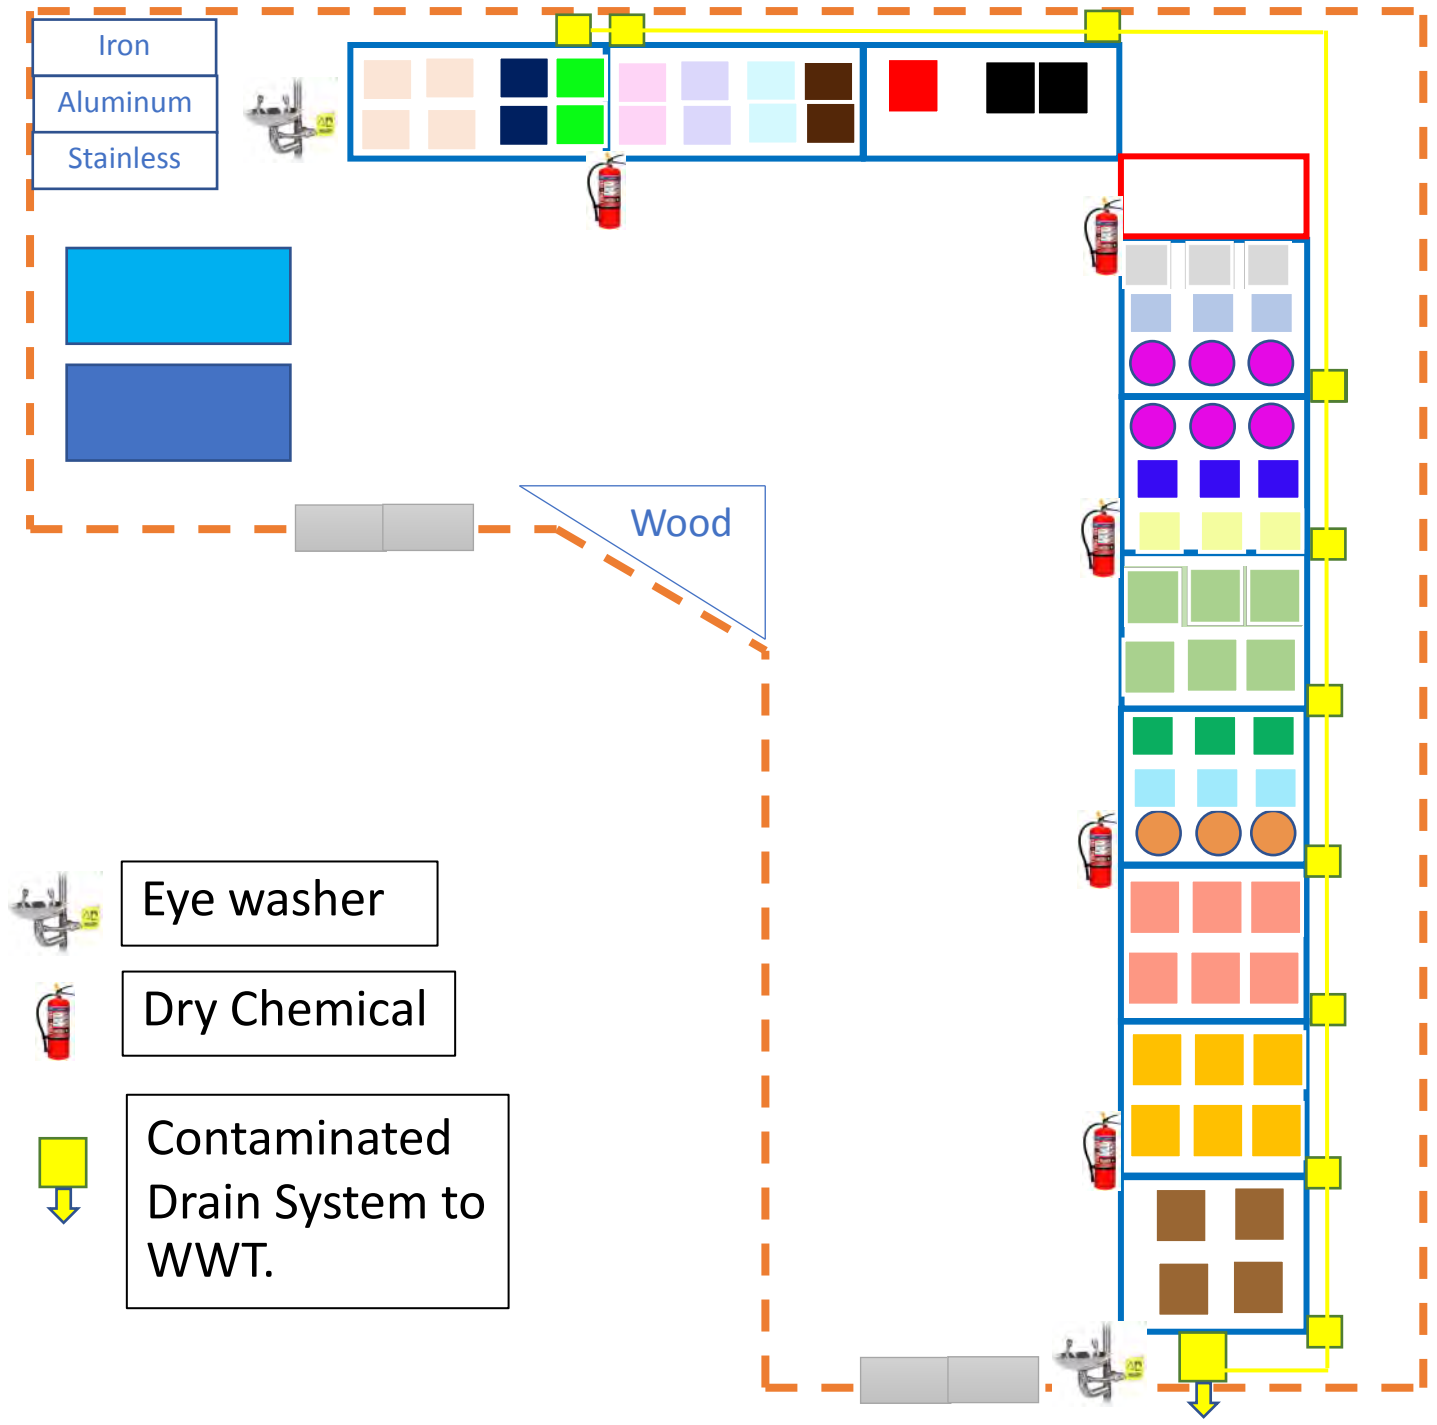 Iron
Aluminum
Stainless
Wood
Eye washer
Dry Chemical
Contaminated
Drain System to
WWT.